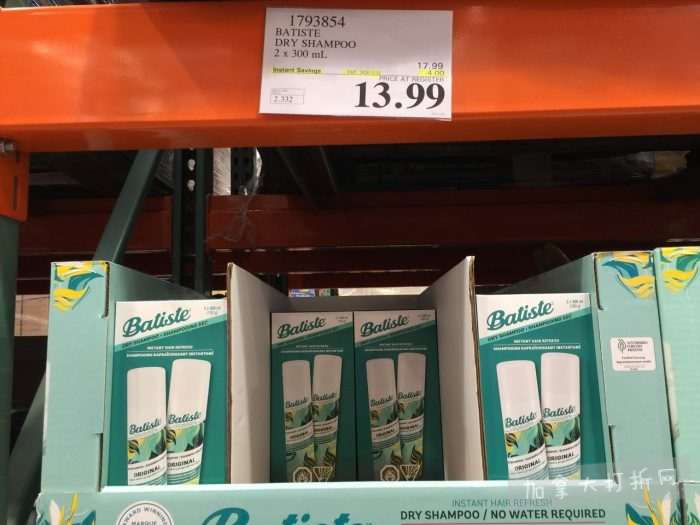 1793854
BATISTE
DRY SHAMPOO
2 x 300 mL
17.99
Instant Savings
4.00
PRICE AT REGISTER
2.332
13.99
Batiste
DRY SHAMPOO / SHAMPOOING SEC
INSTANT HAIR REFRESH
SHAMPOOING RAFRAÎCHISSANT INSTANTANÉ
ORIGINAL
Batiste
ORIGINAL
Batiste
ORIGINAL
Batiste
DRY SHAMPOO / SHAMPOOING SEC
INSTANT HAIR REFRESH
SHAMPOOING RAFRAÎCHISSANT INSTANTANÉ
ORIGINAL
INSTANT HAIR REFRESH
Batiste
DRY SHAMPOO / NO WATER REQUIRED
加拿大打折网